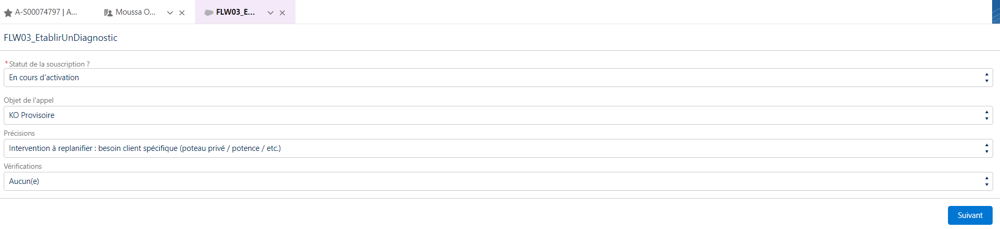 A-S00074797 | A...
Moussa O...
FLW03_E...
FLW03_EtablirUnDiagnostic
* Statut de la souscription ?
En cours d'activation
Objet de l'appel
KO Provisoire
Précisions
Intervention à replanifier : besoin client spécifique (poteau privé / potence / etc.)
Vérifications
Aucun(e)
Suivant